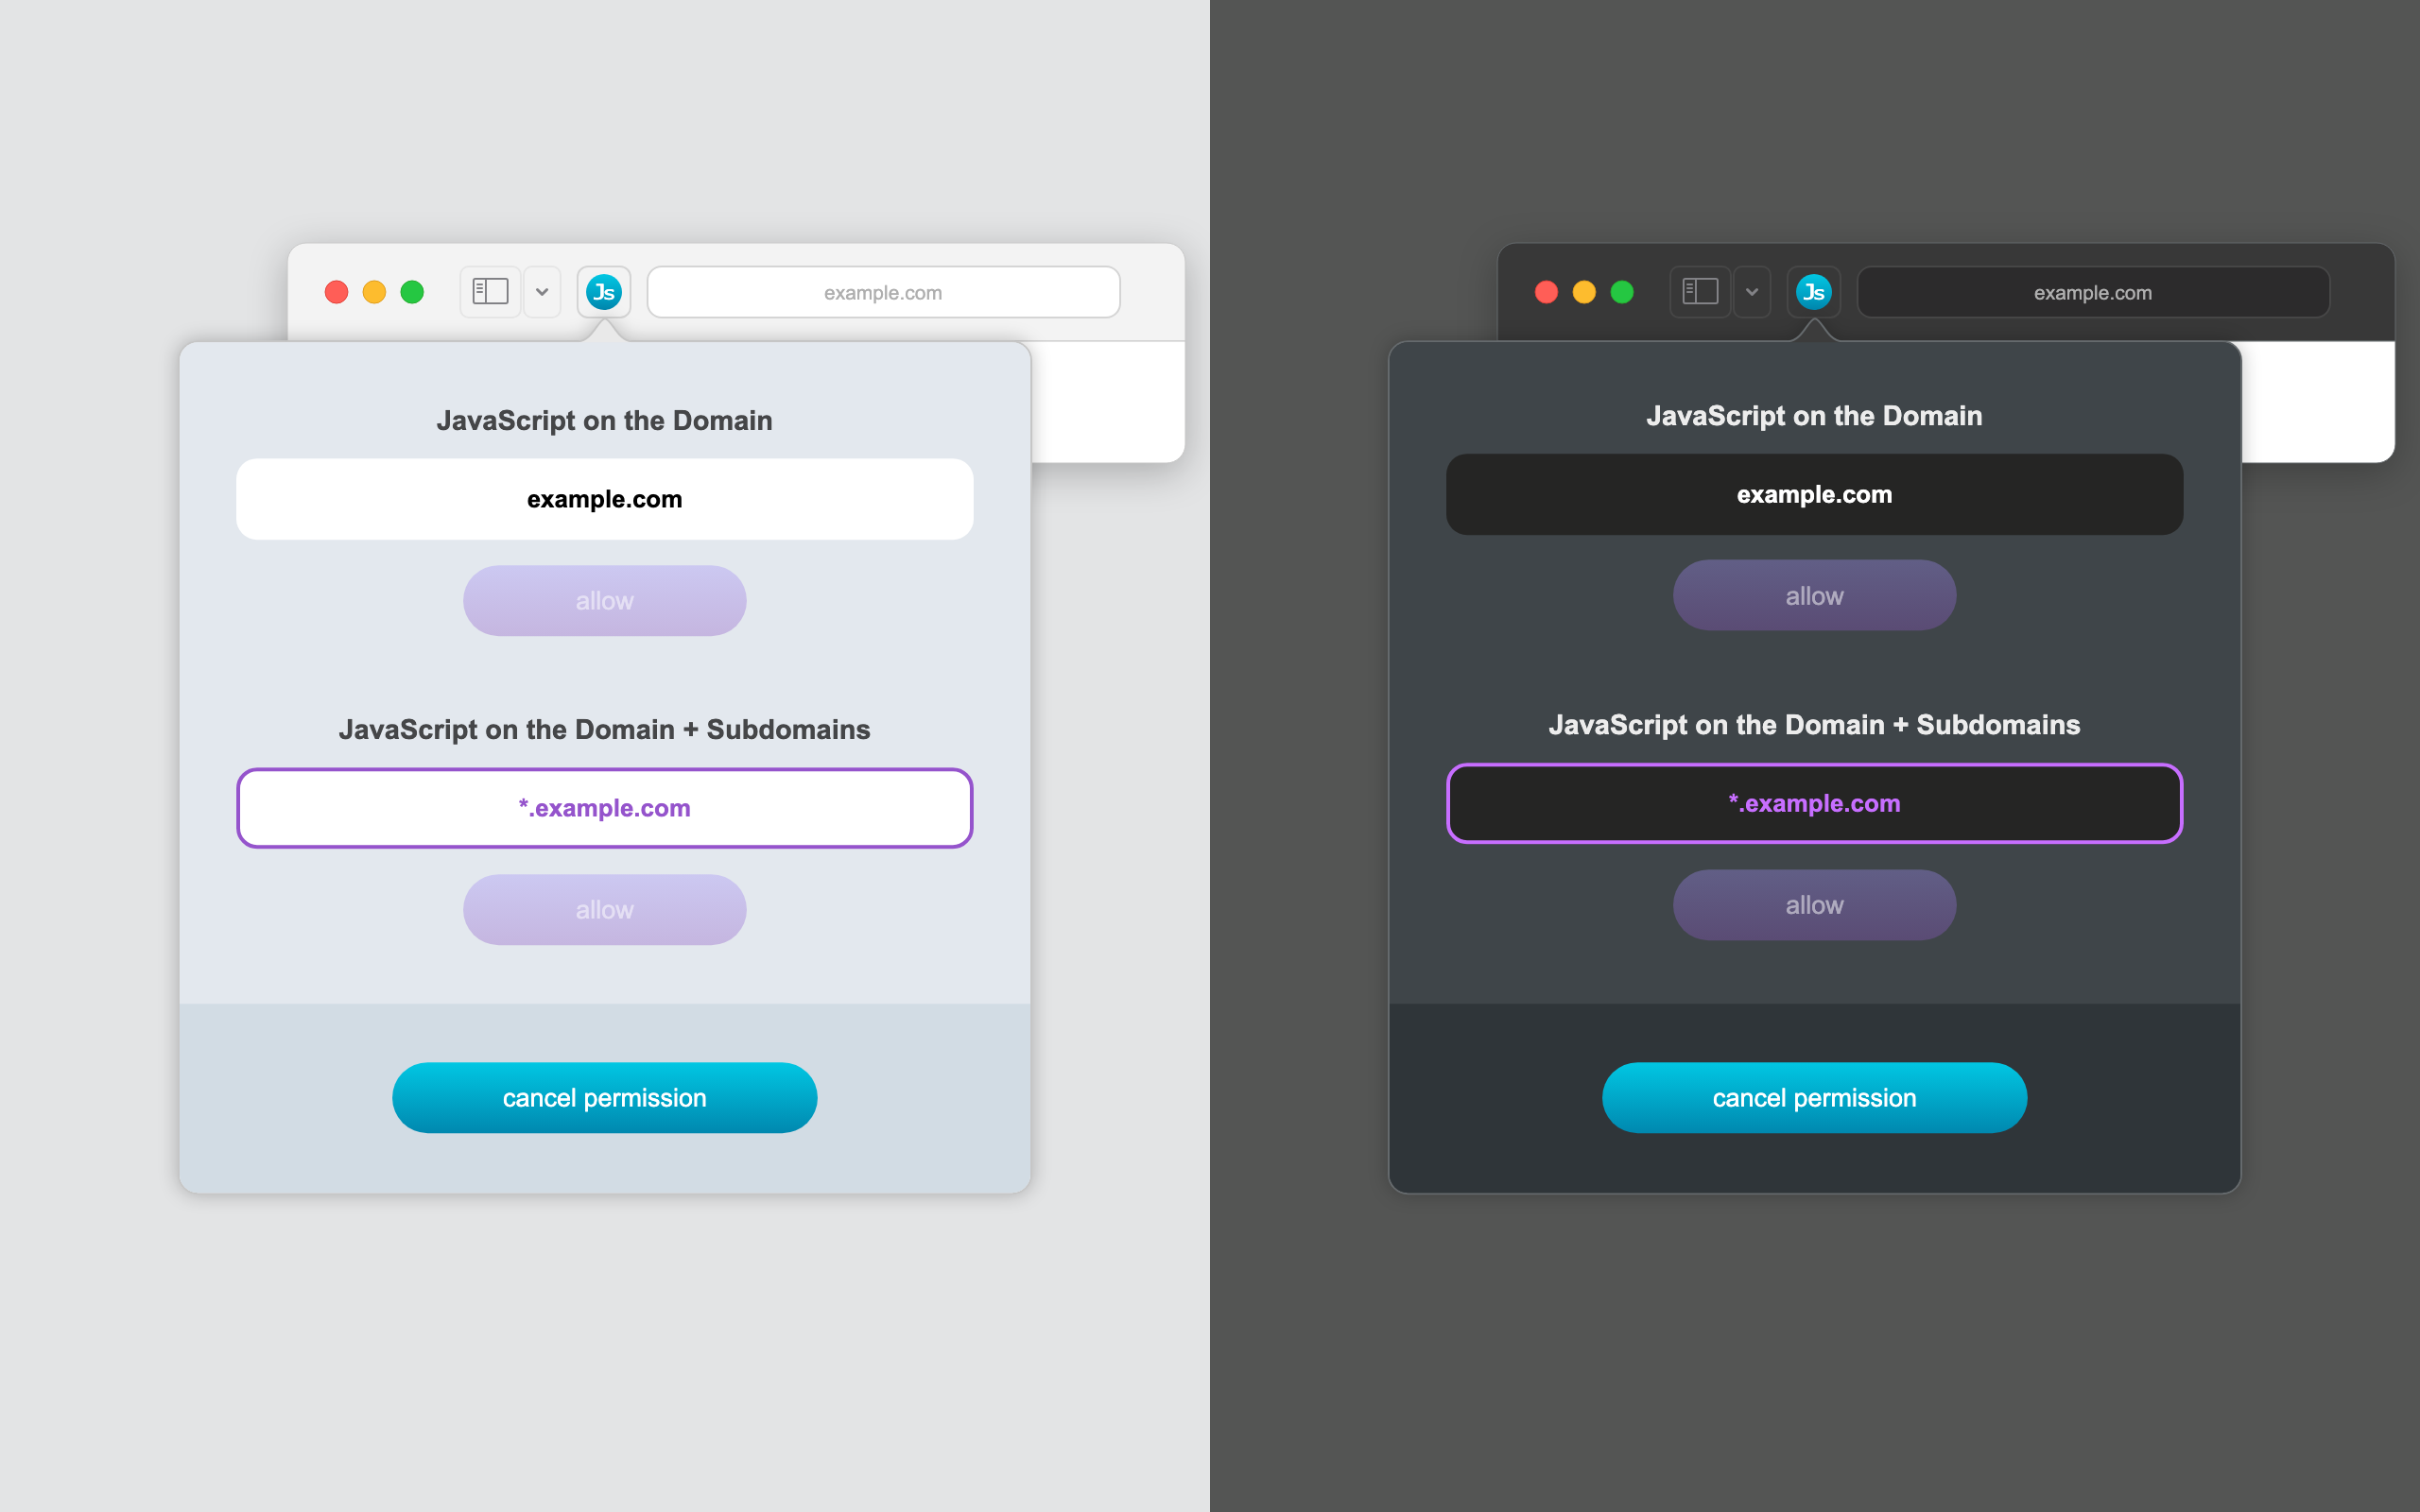 Js
example.com
JavaScript on the Domain
example.com
allow
JavaScript on the Domain + Subdomains
*.example.com
allow
cancel permission
Js
example.com
JavaScript on the Domain
example.com
allow
JavaScript on the Domain + Subdomains
*.example.com
allow
cancel permission